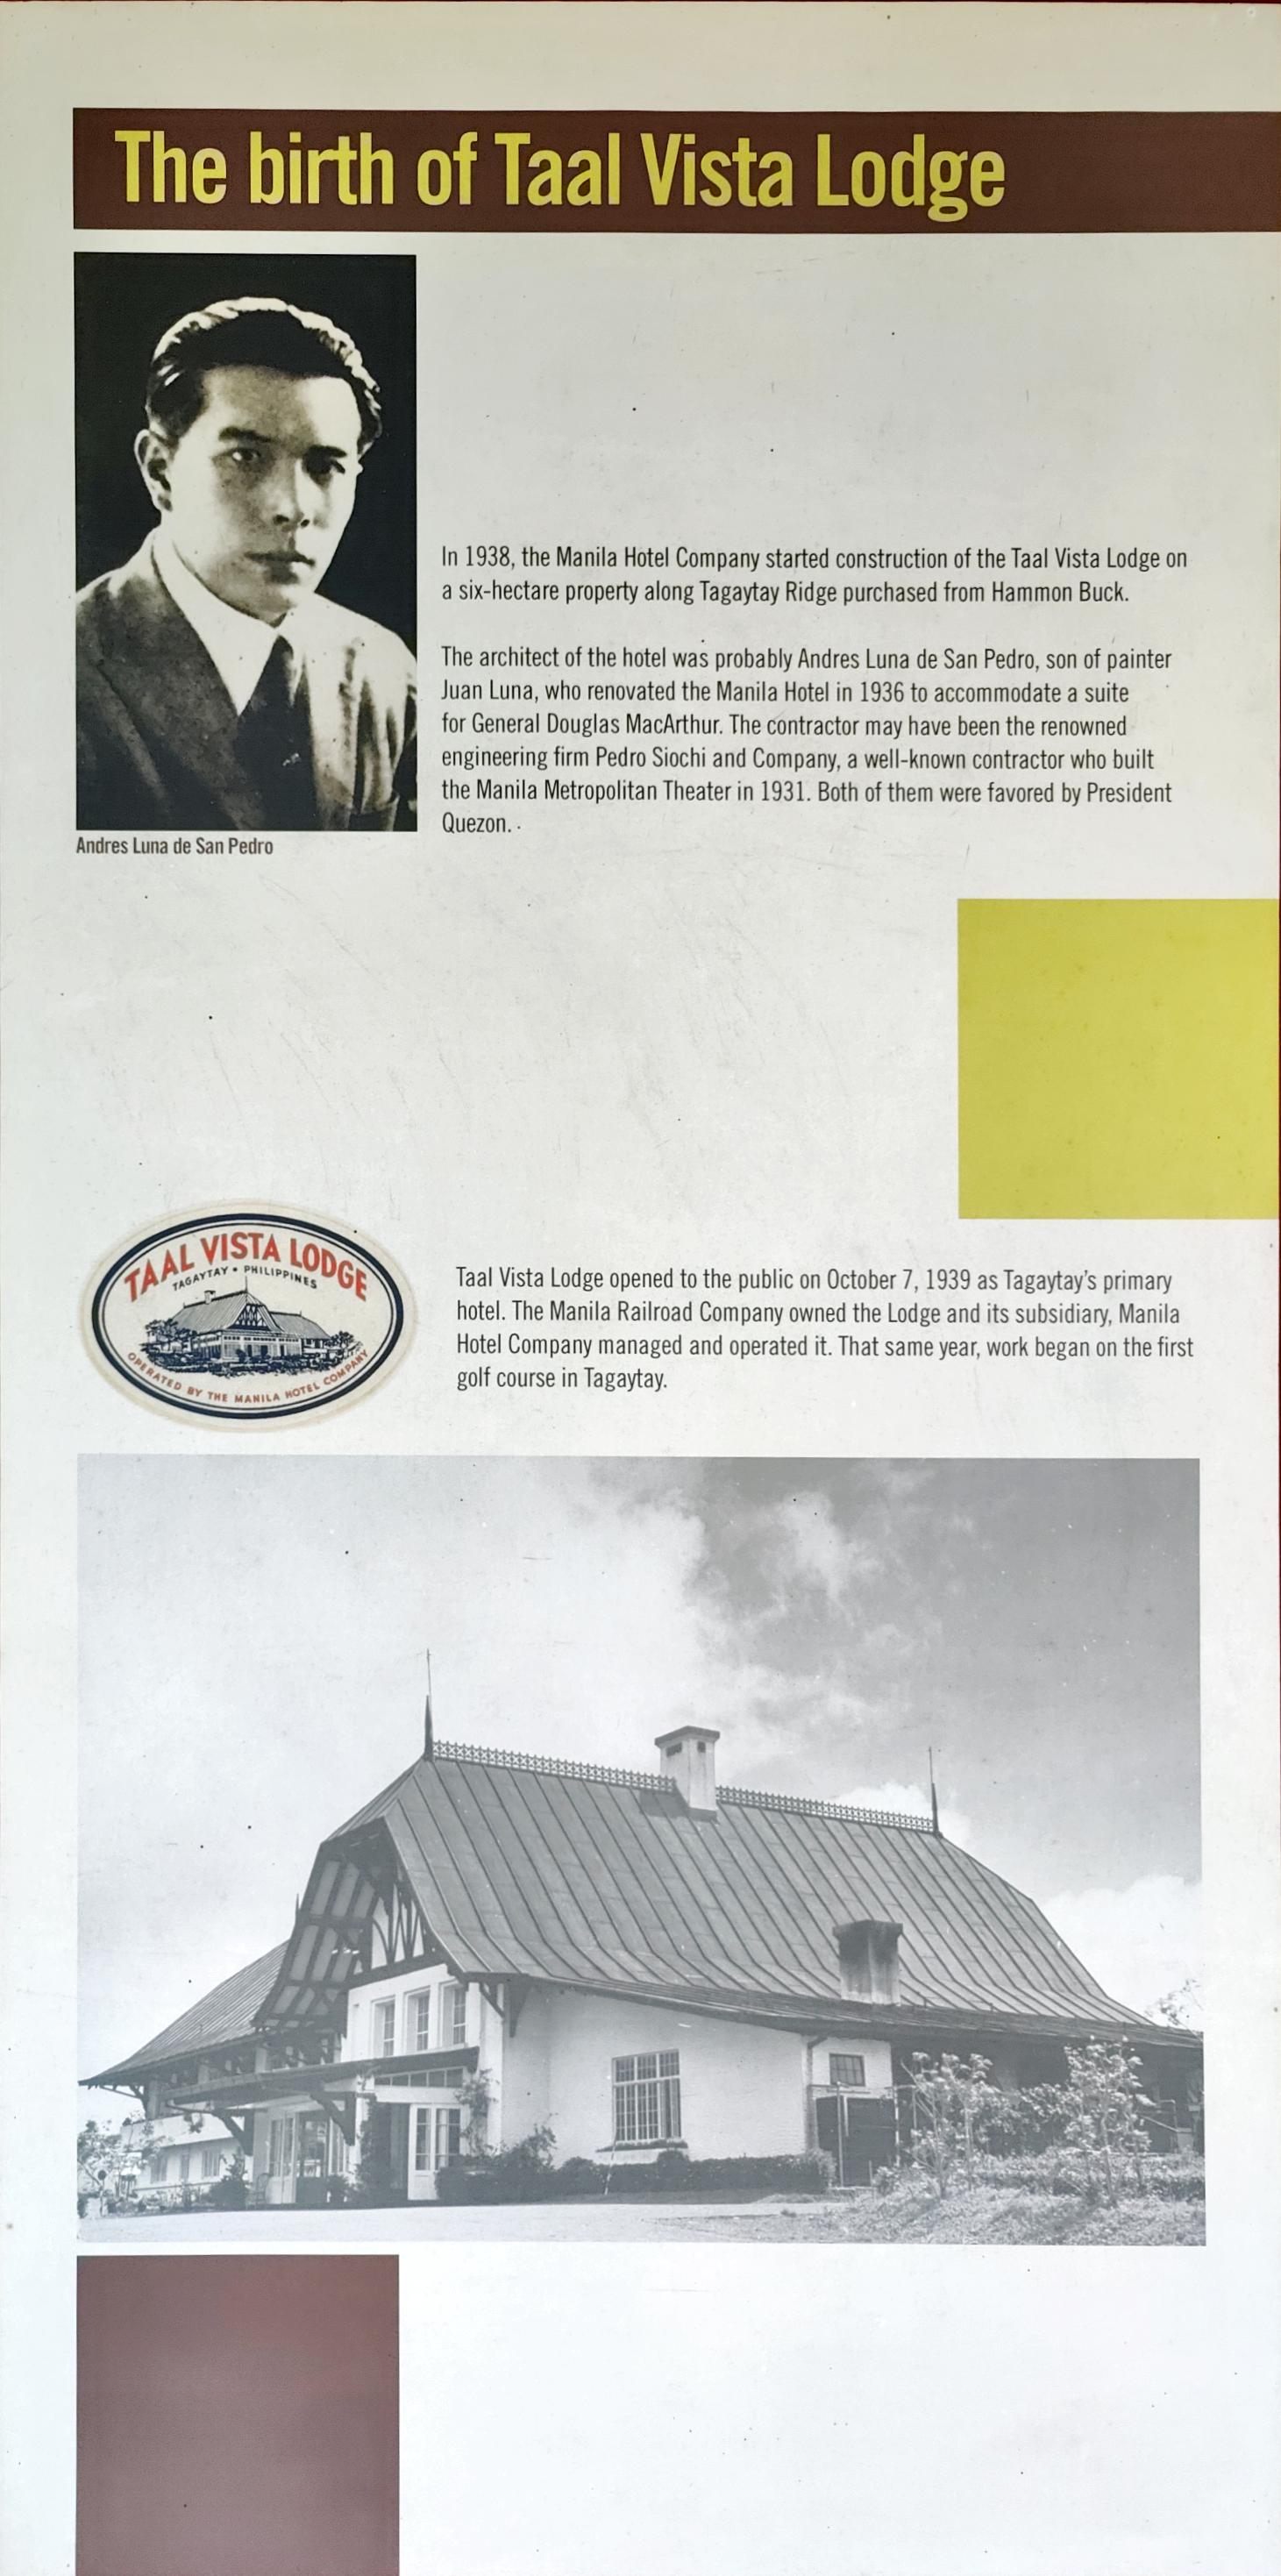 The birth of Taal Vista Lodge
In 1938, the Manila Hotel Company started construction of the Taal Vista Lodge on
a six-hectare property along Tagaytay Ridge purchased from Hammon Buck.
The architect of the hotel was probably Andres Luna de San Pedro, son of painter
Juan Luna, who renovated the Manila Hotel in 1936 to accommodate a suite
for General Douglas MacArthur. The contractor may have been the renowned
engineering firm Pedro Siochi and Company, a well-known contractor who built
the Manila Metropolitan Theater in 1931. Both of them were favored by President
Quezon.
Andres Luna de San Pedro
TAAL VISTA LODGE
TAGAYTAY • PHILIPPINES
OPERATED BY THE MANILA HOTEL COMPANY
Taal Vista Lodge opened to the public on October 7, 1939 as Tagaytay's primary
hotel. The Manila Railroad Company owned the Lodge and its subsidiary, Manila
Hotel Company managed and operated it. That same year, work began on the first
golf course in Tagaytay.